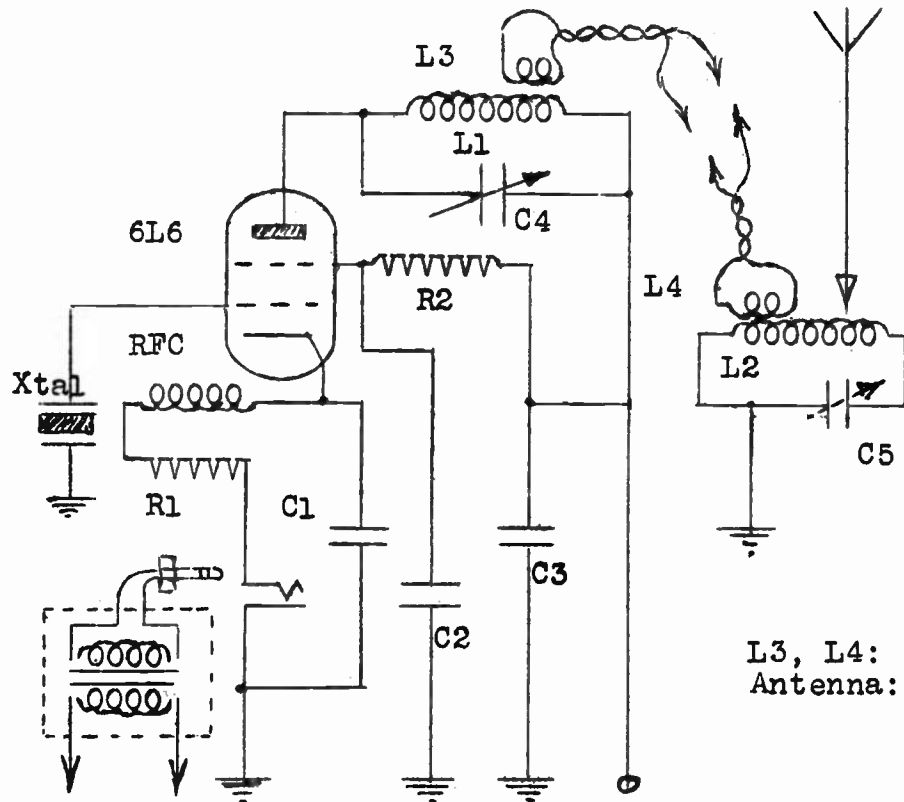 L3
L1
C4
6L6
R2
L4
RFC
L2
Xtal
C5
R1
C1
C3
C2
L3, L4:
Antenna: